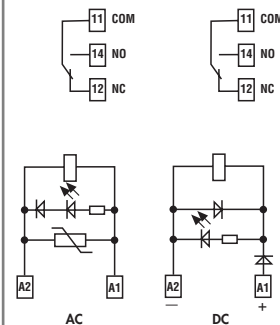 11 COM 11 COM
14 NO 14 NO
12 NC 12 NC
A2 A1 A2 A1
— +
AC DC